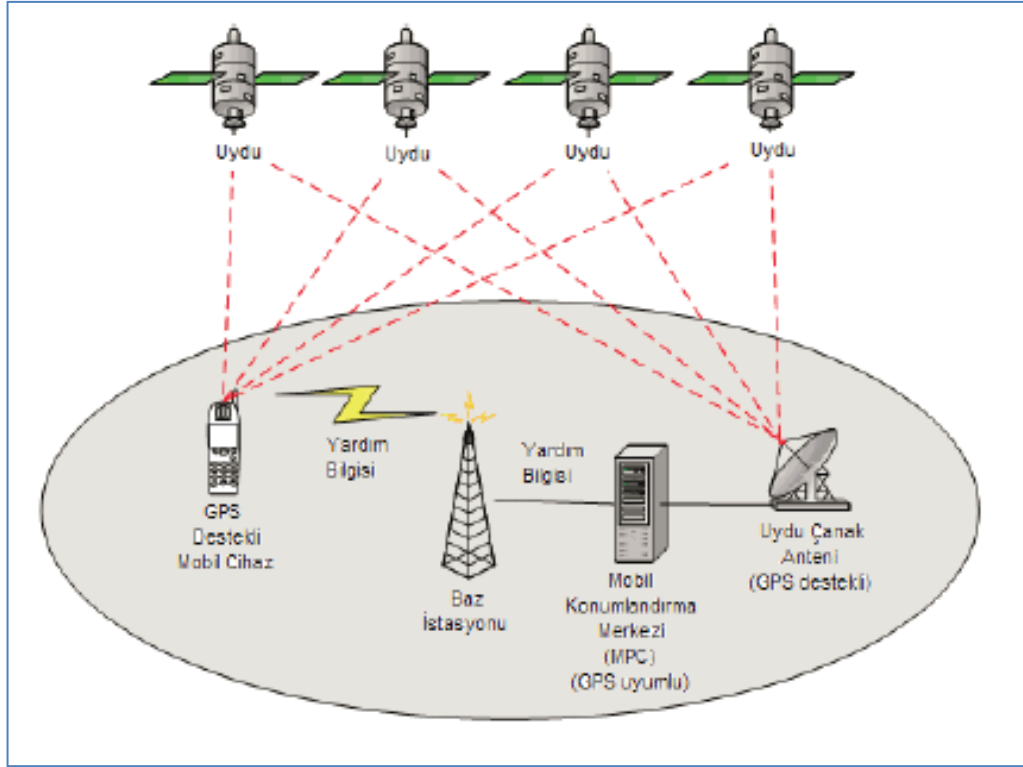 Uydu
Uydu
Uydu
Uydu
Yardım
Bilgisi
Yardım
Bilgisi
GPS
Destekli
Mobil Cihaz
Baz
İstasyonu
Mobil
Konumlandırma
Merkezi
(MPC)
(GPS uyumlu)
Uydu Çanak
Anteni
(GPS destekli)